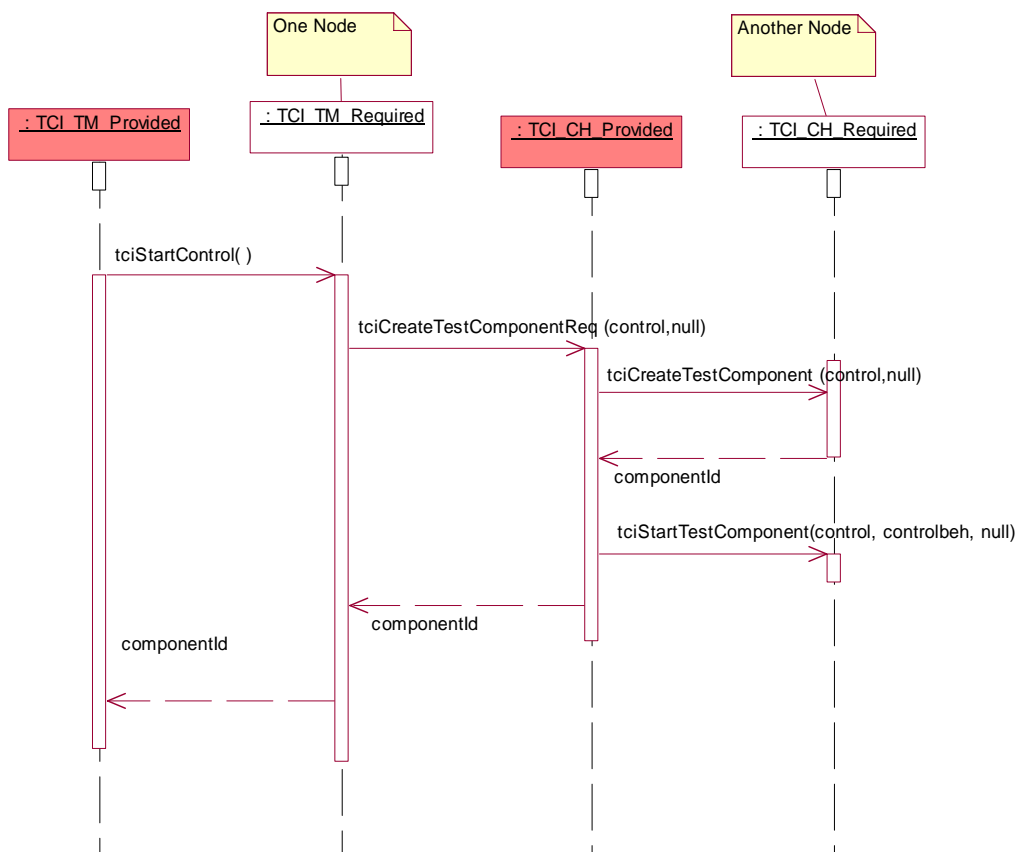 One Node
Another Node
: TCI_TM_Provided
: TCI_TM_Required
: TCI_CH_Provided
: TCI_CH_Required
tciStartControl( )
tciCreateTestComponentReq (control,null)
tciCreateTestComponent (control,null)
componentId
tciStartTestComponent(control, controlbeh, null)
componentId
componentId